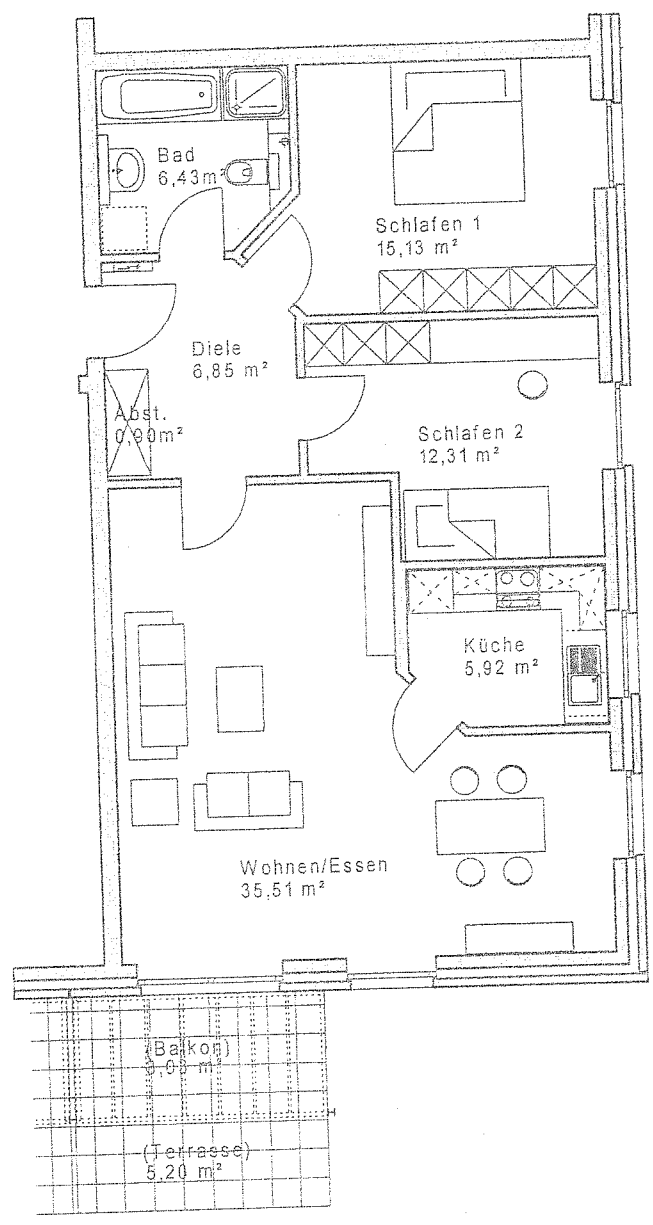 Bad
6,43m²
Schlafen 1
15,13 m²
Diele
6,85 m²
Abst.
0,90m²
Schlafen 2
12,31 m²
Küche
5,92 m²
Wohnen/Essen
35,51 m²
(Balkon)
m²
(Terrasse)
5,20 m²